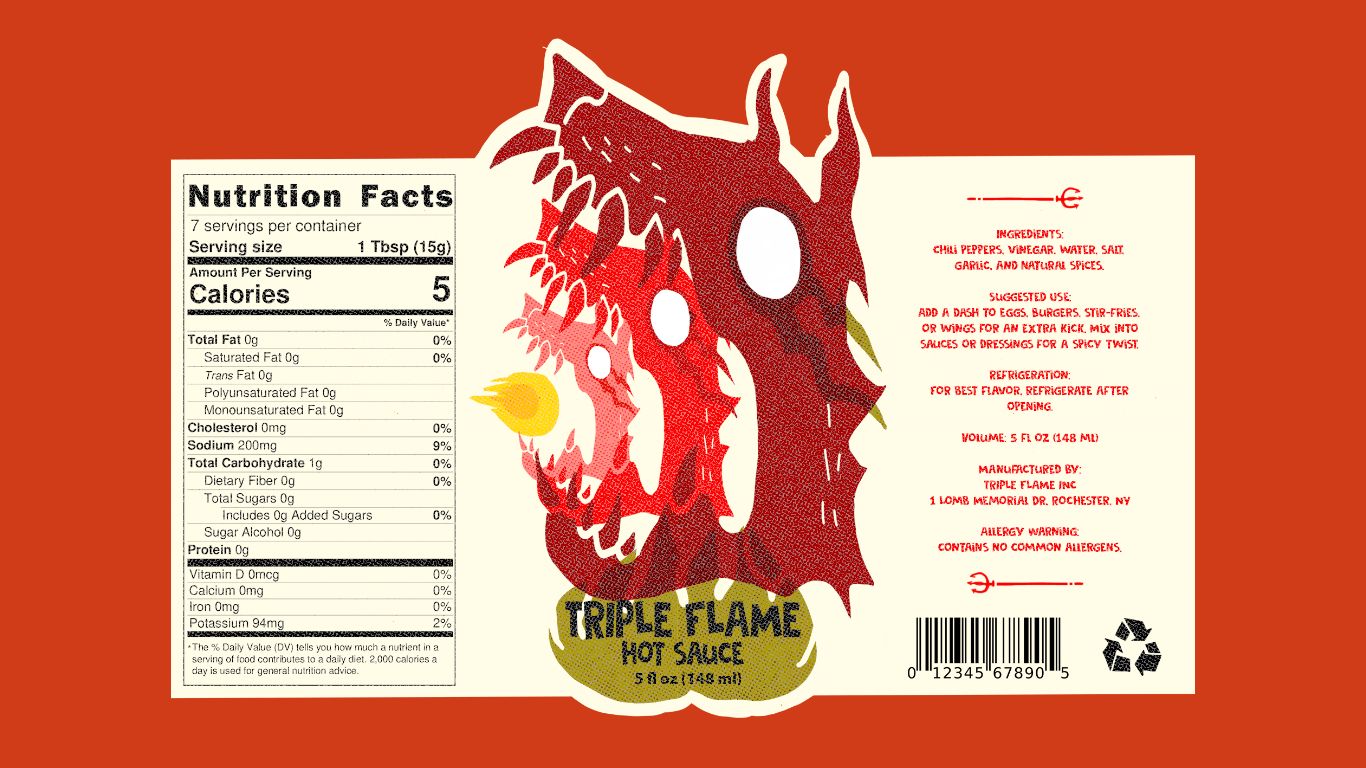 Nutrition Facts
7 servings per container
Serving size 1 Tbsp (15g)
Amount Per Serving
Calories 5
% Daily Value*
Total Fat 0g 0%
Saturated Fat 0g 0%
Trans Fat 0g
Polyunsaturated Fat 0g
Monounsaturated Fat 0g
Cholesterol 0mg 0%
Sodium 200mg 9%
Total Carbohydrate 1g 0%
Dietary Fiber 0g 0%
Total Sugars 0g
Includes 0g Added Sugars 0%
Sugar Alcohol 0g
Protein 0g
Vitamin D 0mcg 0%
Calcium 0mg 0%
Iron 0mg 0%
Potassium 94mg 2%
*The % Daily Value (DV) tells you how much a nutrient in a
serving of food contributes to a daily diet. 2,000 calories a
day is used for general nutrition advice.
TRIPLE FLAME
HOT SAUCE
5 fl oz (148 ml)
INGREDIENTS:
CHILI PEPPERS, VINEGAR, WATER, SALT,
GARLIC, AND NATURAL SPICES.
SUGGESTED USE:
ADD A DASH TO EGGS, BURGERS, STIR-FRIES,
OR WINGS FOR AN EXTRA KICK. MIX INTO
SAUCES OR DRESSINGS FOR A SPICY TWIST.
REFRIGERATION:
FOR BEST FLAVOR, REFRIGERATE AFTER
OPENING.
VOLUME: 5 FL OZ (148 ML)
MANUFACTURED BY:
TRIPLE FLAME INC
1 LOMB MEMORIAL DR, ROCHESTER, NY
ALLERGY WARNING:
CONTAINS NO COMMON ALLERGENS.
0 12345 67890 5